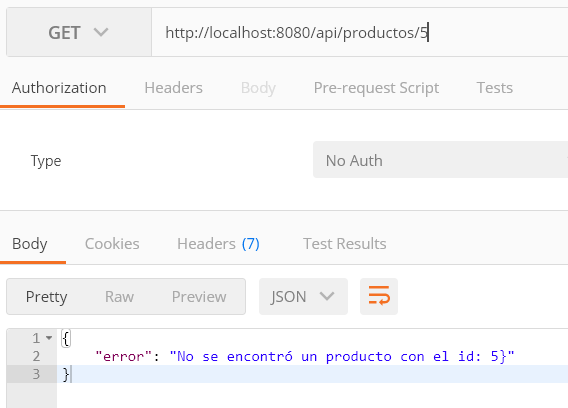 GET http://localhost:8080/api/productos/5
Authorization Headers Body Pre-request Script Tests
Type No Auth
Body Cookies Headers (7) Test Results
Pretty Raw Preview JSON
1 {
2 "error": "No se encontró un producto con el id: 5}"
3 }